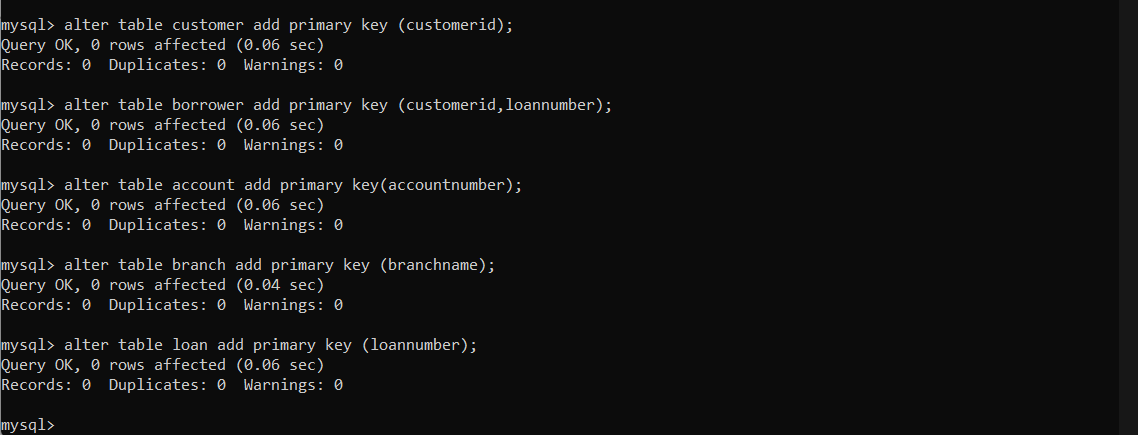 mysql> alter table customer add primary key (customerid);
Query OK, 0 rows affected (0.06 sec)
Records: 0  Duplicates: 0  Warnings: 0
mysql> alter table borrower add primary key (customerid,loannumber);
Query OK, 0 rows affected (0.06 sec)
Records: 0  Duplicates: 0  Warnings: 0
mysql> alter table account add primary key(accountnumber);
Query OK, 0 rows affected (0.06 sec)
Records: 0  Duplicates: 0  Warnings: 0
mysql> alter table branch add primary key (branchname);
Query OK, 0 rows affected (0.04 sec)
Records: 0  Duplicates: 0  Warnings: 0
mysql> alter table loan add primary key (loannumber);
Query OK, 0 rows affected (0.06 sec)
Records: 0  Duplicates: 0  Warnings: 0
mysql>